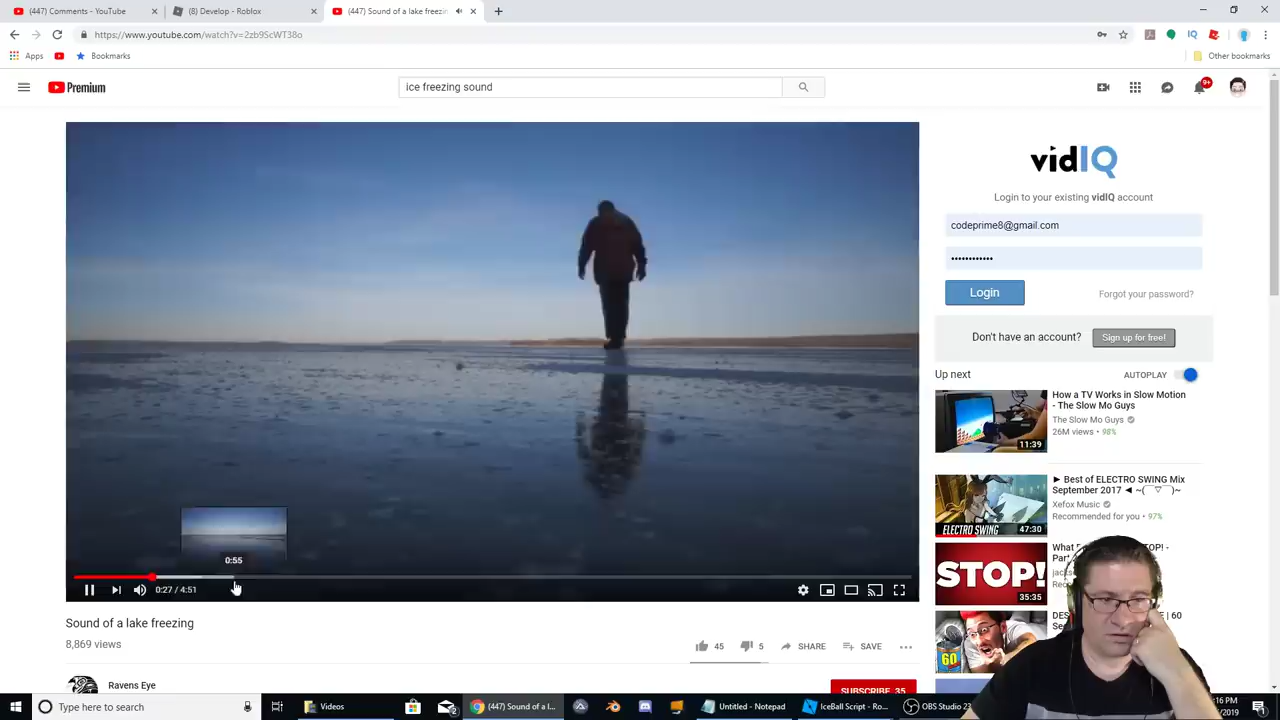 (447) Comments - YouTube
(8) Develop - Roblox
(447) Sound of a lake freezin
https://www.youtube.com/watch?v=2zb9ScWT38o
Apps
Bookmarks
Other bookmarks
Premium
ice freezing sound
9+
vidIQ
Login to your existing vidIQ account
codeprime8@gmail.com
Login
Forgot your password?
Don't have an account?
Sign up for free!
Up next
AUTOPLAY
How a TV Works in Slow Motion
- The Slow Mo Guys
The Slow Mo Guys
26M views • 98%
11:39
► Best of ELECTRO SWING Mix
September 2017 ◄ ~(¯▽¯)~
Xefox Music
Recommended for you • 97%
ELECTRO SWING
47:30
STOP!
35:35
60
0:55
0:27 / 4:51
Sound of a lake freezing
8,869 views
45
5
SHARE
SAVE
Ravens Eye
SUBSCRIBE 35
Type here to search
Videos
(447) Sound of a l...
Untitled - Notepad
IceBall Script - Ro...
OBS Studio 23